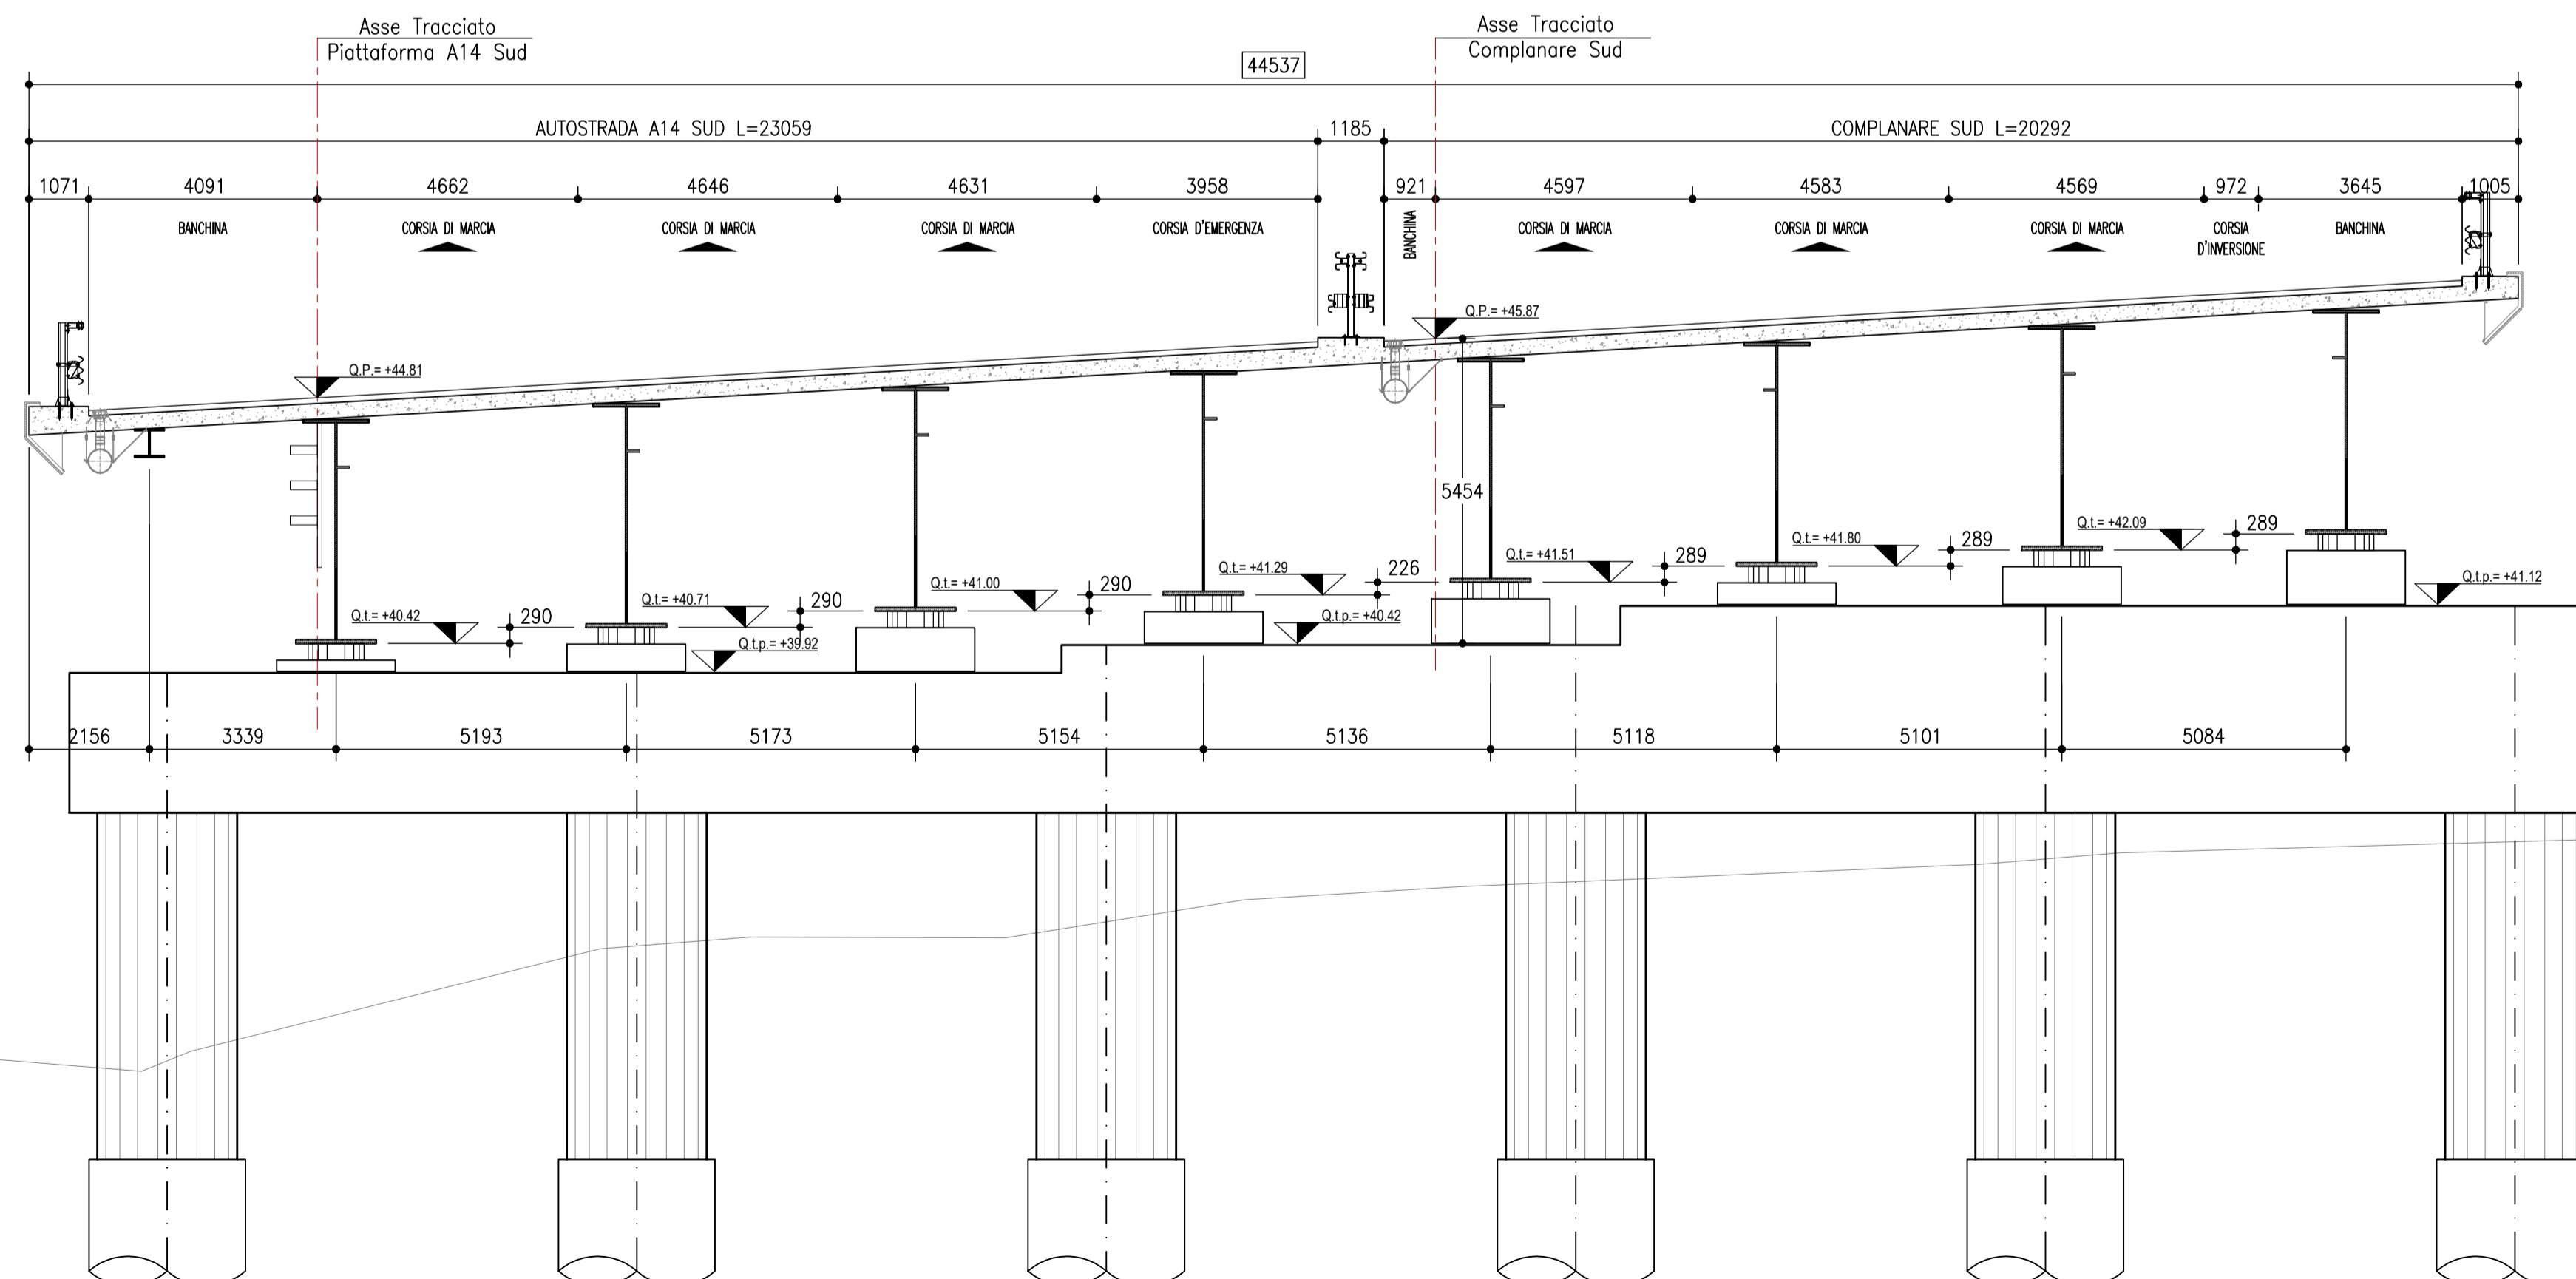 Asse Tracciato
Piattaforma A14 Sud
Asse Tracciato
Complanare Sud
44537
AUTOSTRADA A14 SUD L=23059
1185
COMPLANARE SUD L=20292
1071 4091 4662 4646 4631 3958 921 4597 4583 4569 972 3645 1005
BANCHINA
CORSIA DI MARCIA
CORSIA DI MARCIA
CORSIA DI MARCIA
CORSIA D'EMERGENZA
BANCHINA
CORSIA DI MARCIA
CORSIA DI MARCIA
CORSIA DI MARCIA
CORSIA
D'INVERSIONE
BANCHINA
Q.P.= +45.87
Q.P.= +44.81
5454
Q.t.= +40.42
290
Q.t.= +40.71
Q.t.p.= +39.92
290
Q.t.= +41.00
290
Q.t.= +41.29
Q.t.p.= +40.42
226
Q.t.= +41.51
289
Q.t.= +41.80
289
Q.t.= +42.09
289
Q.t.p.= +41.12
2156 3339 5193 5173 5154 5136 5118 5101 5084